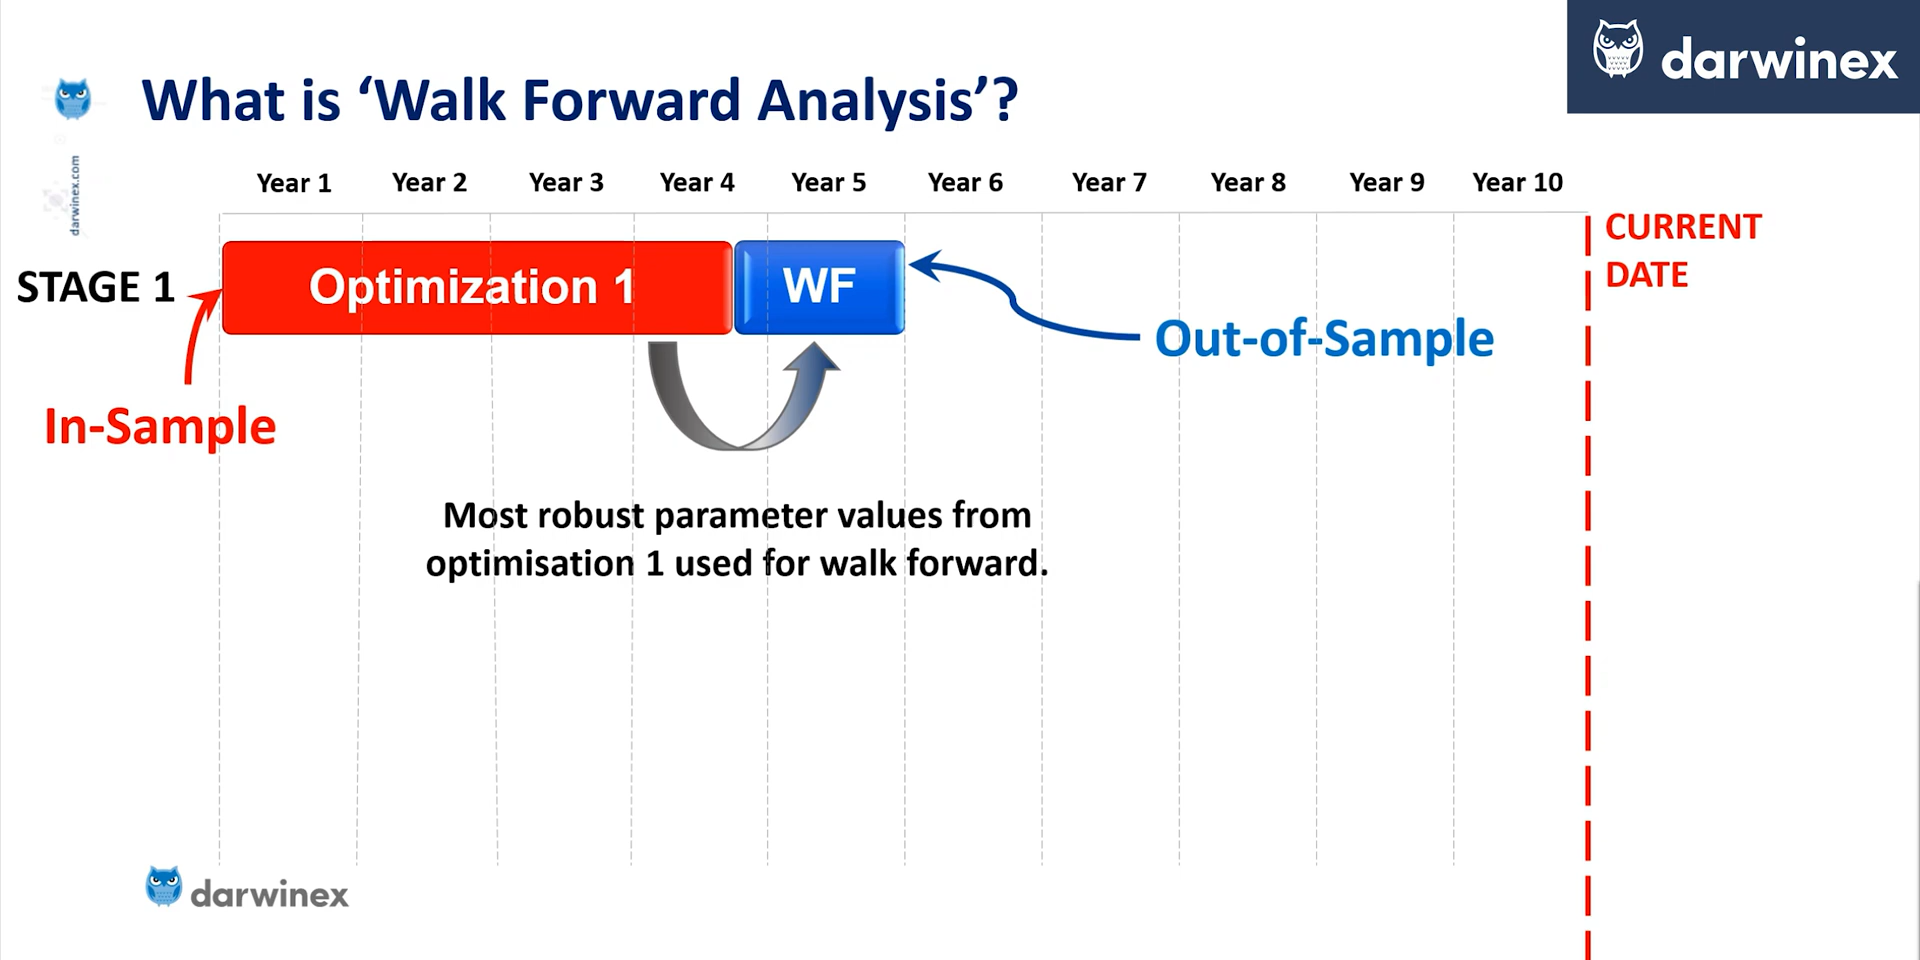 darwinex
What is ‘Walk Forward Analysis’?
darwinex.com
Year 1 Year 2 Year 3 Year 4 Year 5 Year 6 Year 7 Year 8 Year 9 Year 10
CURRENT
DATE
STAGE 1
Optimization 1
WF
Out-of-Sample
In-Sample
Most robust parameter values from
optimisation 1 used for walk forward.
darwinex